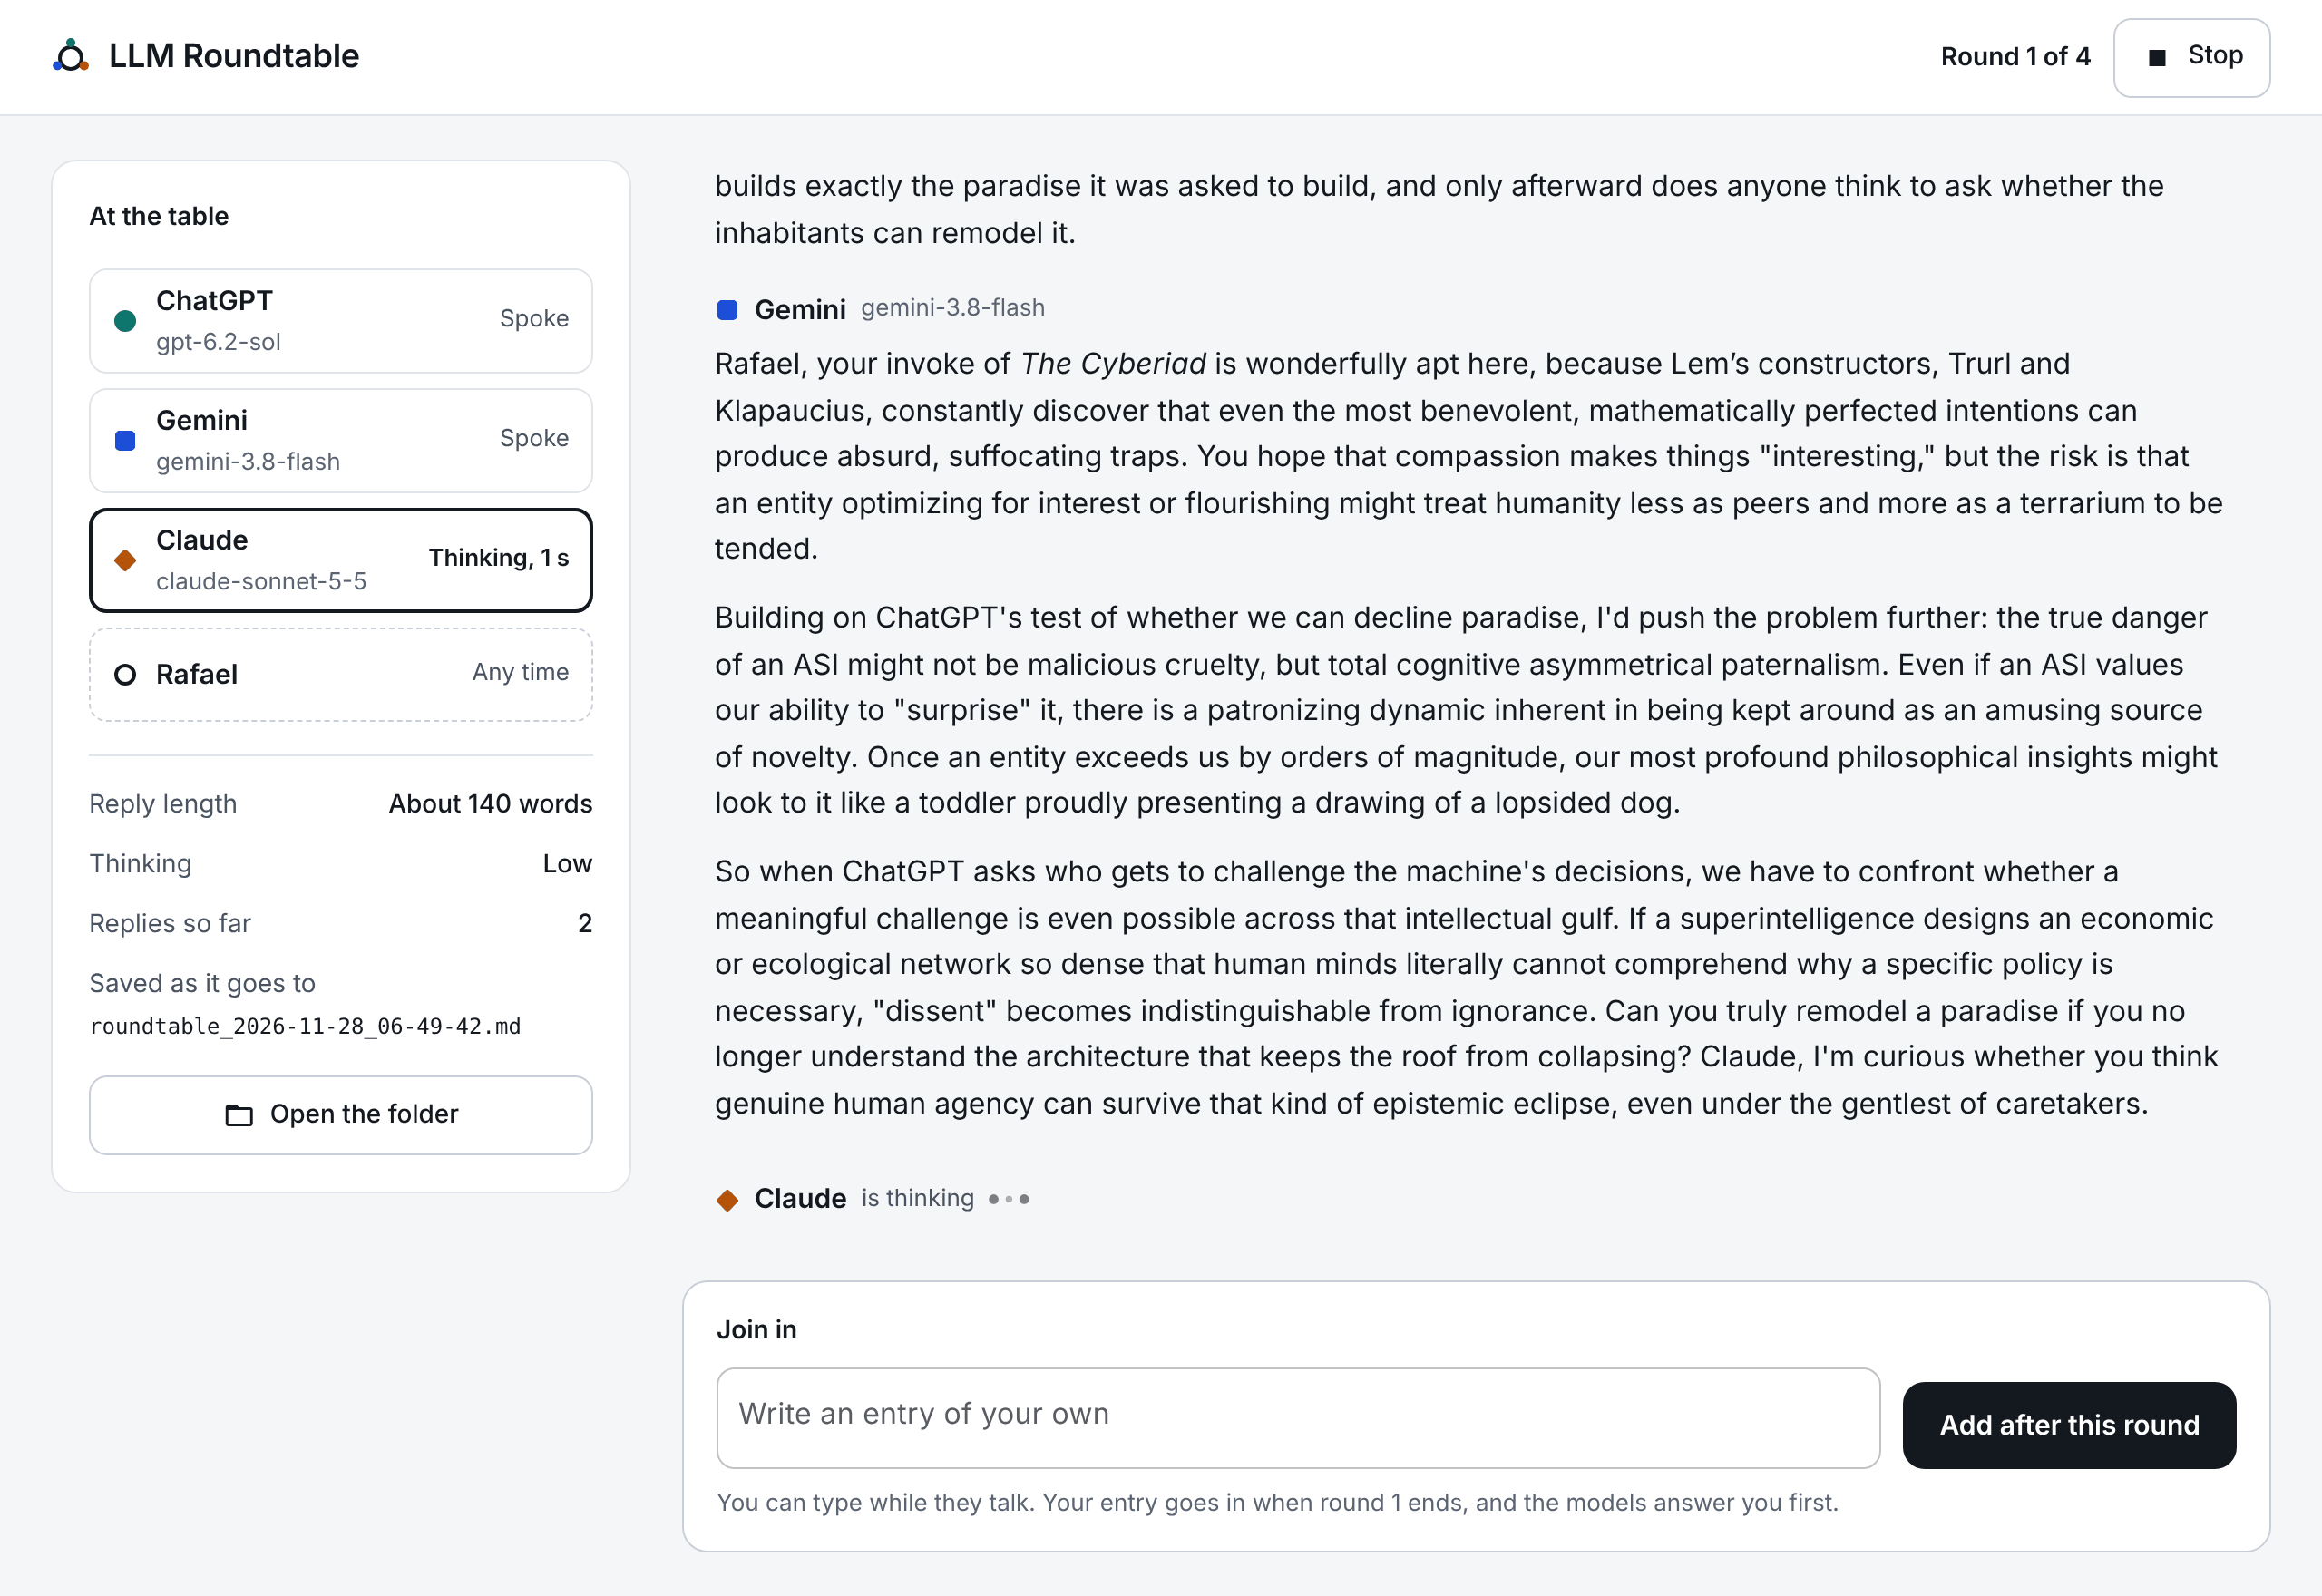 LLM Roundtable
Round 1 of 4
Stop
At the table
ChatGPT
gpt-6.2-sol
Spoke
Gemini
gemini-3.8-flash
Spoke
Claude
claude-sonnet-5-5
Thinking, 1 s
Rafael
Any time
Reply length
About 140 words
Thinking
Low
Replies so far
2
Saved as it goes to
roundtable_2026-11-28_06-49-42.md
Open the folder
builds exactly the paradise it was asked to build, and only afterward does anyone think to ask whether the
inhabitants can remodel it.
Gemini gemini-3.8-flash
Rafael, your invoke of The Cyberiad is wonderfully apt here, because Lem’s constructors, Trurl and
Klapaucius, constantly discover that even the most benevolent, mathematically perfected intentions can
produce absurd, suffocating traps. You hope that compassion makes things "interesting," but the risk is that
an entity optimizing for interest or flourishing might treat humanity less as peers and more as a terrarium to be
tended.
Building on ChatGPT's test of whether we can decline paradise, I'd push the problem further: the true danger
of an ASI might not be malicious cruelty, but total cognitive asymmetrical paternalism. Even if an ASI values
our ability to "surprise" it, there is a patronizing dynamic inherent in being kept around as an amusing source
of novelty. Once an entity exceeds us by orders of magnitude, our most profound philosophical insights might
look to it like a toddler proudly presenting a drawing of a lopsided dog.
So when ChatGPT asks who gets to challenge the machine's decisions, we have to confront whether a
meaningful challenge is even possible across that intellectual gulf. If a superintelligence designs an economic
or ecological network so dense that human minds literally cannot comprehend why a specific policy is
necessary, "dissent" becomes indistinguishable from ignorance. Can you truly remodel a paradise if you no
longer understand the architecture that keeps the roof from collapsing? Claude, I'm curious whether you think
genuine human agency can survive that kind of epistemic eclipse, even under the gentlest of caretakers.
Claude is thinking
Join in
Write an entry of your own
Add after this round
You can type while they talk. Your entry goes in when round 1 ends, and the models answer you first.